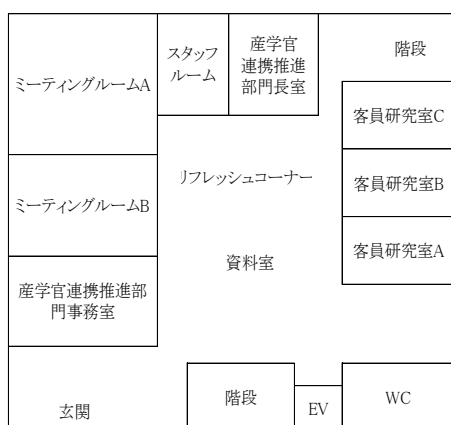 ミーティングルームA
スタッフ
ルーム
産学官
連携推進
部門長室
階段
客員研究室C
ミーティングルームB
リフレッシュコーナー
客員研究室B
資料室
客員研究室A
産学官連携推進部
門事務室
玄関
階段
EV
WC